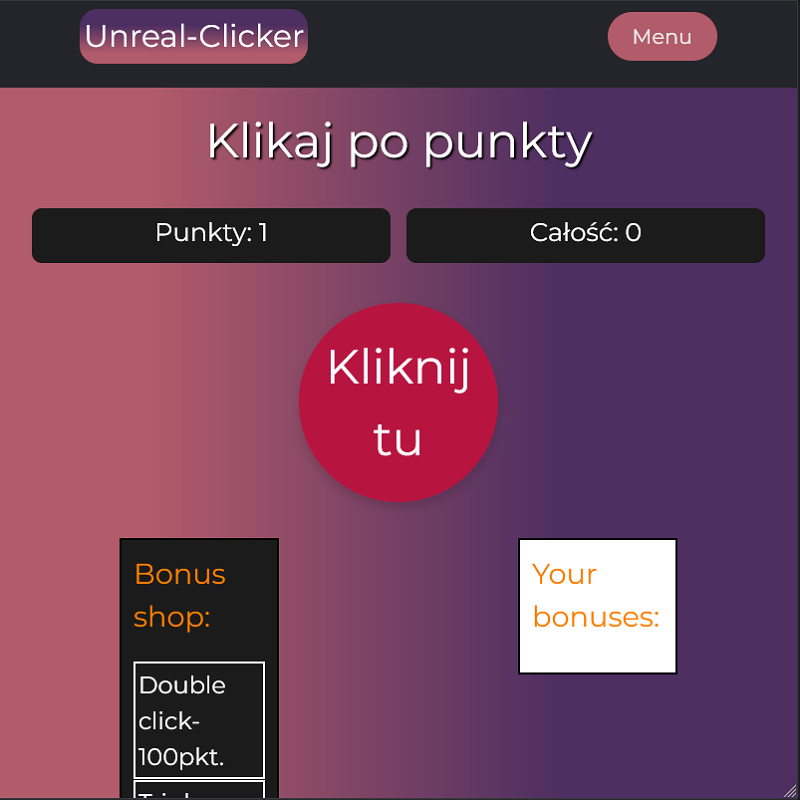 Unreal-Clicker
Menu
Klikaj po punkty
Punkty: 1
Całość: 0
Kliknij
tu
Bonus
shop:
Your
bonuses:
Double
click-
100pkt.